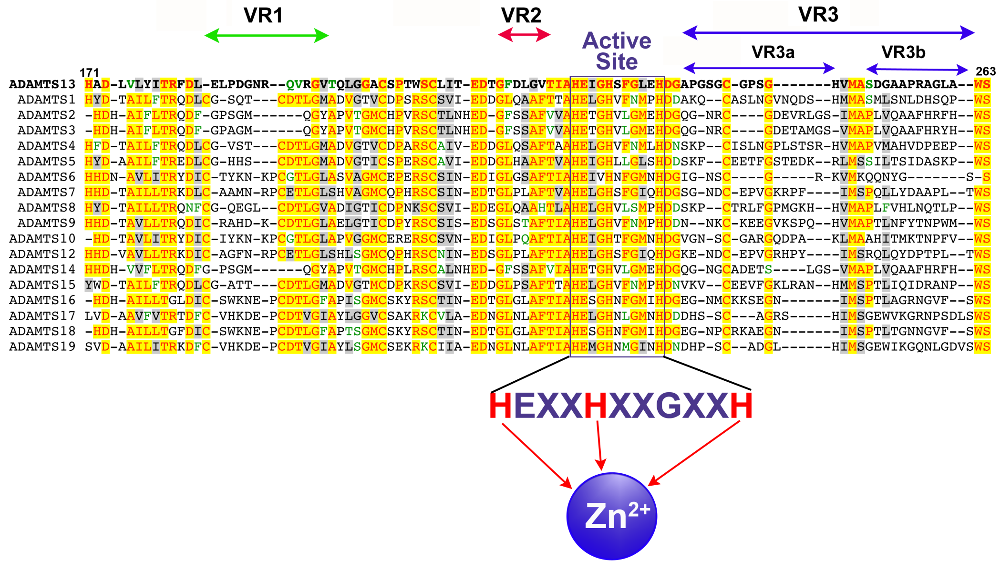 VR1 VR2 VR3
Active
Site
VR3a VR3b
171 263
ADAMTS13 HAD-LVLYITRFDL-ELPDGNR--QVRGVTQLGGACSPTWSCLIT-EDTGFDLGVTIAHEIGHSFGLEHDGAPGSGC-GPSG-------HVMASDGAAPRAGLA--WS
ADAMTS1 HYD-TAILFTRQDLCG-SQT---CDTLGMADVGTVCDPSRSCSVI-EDDGLQAAFTTAHELGHVFNMPHDDAKQ--CASLNGVNQDS--HMMASMLSNLDHSQP--WS
ADAMTS2 -HDH-AIFLTRQDF-GPSGM------QGYAPVTGMCHPVRSCTLNHED-GFSSAFVVAHETGHVLGMEHDGQG-NRC----GDEVRLGS-IMAPLVQAAFHRFH--WS
ADAMTS3 -HDH-AIFLTRQDF-GPAGM------QGYAPVTGMCHPVRSCTLNHED-GFSSAFVVAHETGHVLGMEHDGQG-NRC----GDETAMGS-VMAPLVQAAFHRYH--WS
ADAMTS4 HFD-TAILFTRQDLCG-VST---CDTLGMADVGTVCDPARSCAIV-EDDGLQSAFTAAHELGHVFNMLHDNSKP--CISLNGPLSTSR-HVMAPVMAHVDPEEP--WS
ADAMTS5 HYD-AAILFTREDLCG-HHS---CDTLGMADVGTICSPERSCAVI-EDDGLHAAFTVAHEIGHLLGLSHDDSKF--CEETFGSTEDK--RLMSSILTSIDASKP--WS
ADAMTS6 HHDN-AVLITRYDIC-TYKN-KPCGTLGLASVAGMCEPERSCSIN-EDIGLGSAFTIAHEIVHNFGMNHDGIG-NSC----G-----R-KVMKQQNYG-------S-S
ADAMTS7 HHD-TAILLTRKDLC-AAMN-RPCETLGLSHVAGMCQPHRSCSIN-EDTGLPLAFTVAHELGHSFGIQHDGSG-NDC-EPVGKRPF----IMSPQLLYDAAPL--TWS
ADAMTS8 HYD-TAILLTRQNFCG-QEGL--CDTLGVADIGTICDPNKSCSVI-EDEGLQAAHTLAHELGHVLSMPHDDSKP--CTRLFGPMGKH--HVMAPLFVHLNQTLP--WS
ADAMTS9 HHD-TAVLLTRQDIC-RAHD-K-CDTLGLAELGTICDPYRSCSIS-EDSGLSTAFTIAHELGHVFNMPHDDN--NKC-KEEGVKSPQ--HVMAPTLNFYTNPWM--WS
ADAMTS10 -HD-TAVLITRYDIC-IYKN-KPCGTLGLAPVGGMCERERSCSVN-EDIGLPQAFTIAHEIGHTFGMNHDGVGN-SC-GARGQDPA---KLMAAHITMKTNPFV--WS
ADAMTS12 HHD-VAVLLTRKDIC-AGFN-RPCETLGLSHLSGMCQPHRSCNIN-EDSGLPLAFTIAHELGHSFGIQHDGKE-NDC-EPVGRHPY----IMSRQLQYDPTPL--TWS
ADAMTS14 HHDH-VVFLTRQDFG-PSGM------QGYAPVTGMCHPLRSCALNHED-GFSSAFVIAHETGHVLGMEHDGQG-NGCADETS----LGS-VMAPLVQAAFHRFH--WS
ADAMTS15 YWD-TAILFTRQDLCG-ATT---CDTLGMADVGTMCDPKRSCSVI-EDDGLPSAFTTAHELGHVFNMPHDNVKV--CEEVFGKLRAN--HMMSPTLIQIDRANP--WS
ADAMTS16 -HDH-AILLTGLDIC-SWKNE-PCDTLGFAPISGMCSKYRSCTIN-EDTGLGLAFTIAHESGHNFGMIHDGEG-NMCKKSEGN-------IMSPTLAGRNGVF--SWS
ADAMTS17 LVD-AAVFVTRTDFC-VHKDE-PCDTVGIAYLGGVCSAKRKCVLA-EDNGLNLAFTIAHELGHNLGMNHDDDHS-SC---AGRS-----HIMSGEWVKGRNPSDLSWS
ADAMTS18 -HDH-AILLTGFDIC-SWKNE-PCDTLGFAPTSGMCSKYRSCTIN-EDTGLGLAFTIAHESGHNFGMIHDGEG-NPCRKAEGN-------IMSPTLTGNNGVF--SWS
ADAMTS19 SVD-AAILITRKDFC-VHKDE-PCDTVGIAYLSGMCSEKRKCIIA-EDNGLNLAFTIAHEMGHNMGINHDNDHP-SC--ADGL------HIMSGEWIKGQNLGDVSWS
HEXXHXXGXXH
Zn2+